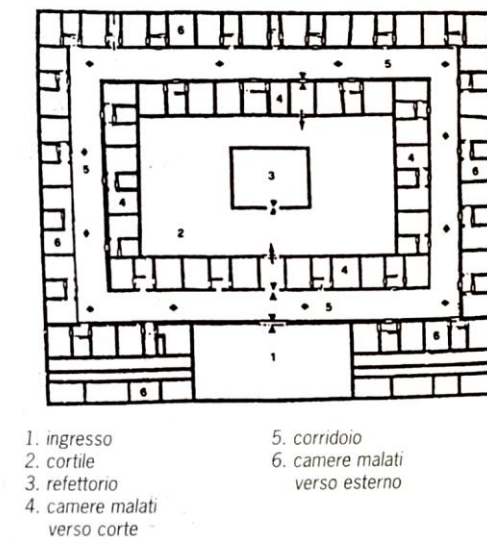 6
5
4
5
4
3
4
6
6
2
4
5
6
1
6
1. ingresso
2. cortile
3. refettorio
4. camere malati
verso corte
5. corridoio
6. camere malati
verso esterno